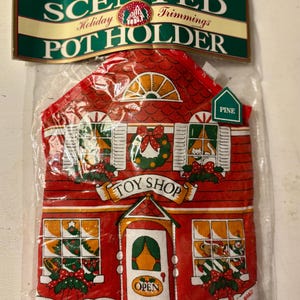 SCENTED
Holiday Trimmings
POT HOLDER
PINE
TOY SHOP
OPEN